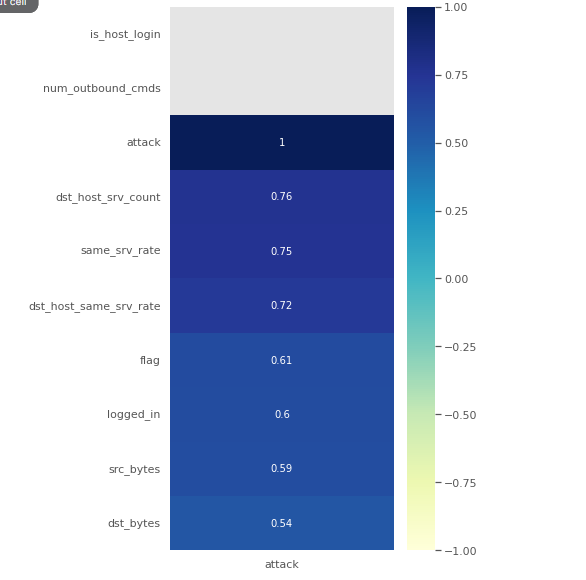 ut cell
is_host_login
num_outbound_cmds
attack 1
dst_host_srv_count 0.76
same_srv_rate 0.75
dst_host_same_srv_rate 0.72
flag 0.61
logged_in 0.6
src_bytes 0.59
dst_bytes 0.54
attack
1.00
0.75
0.50
0.25
0.00
−0.25
−0.50
−0.75
−1.00